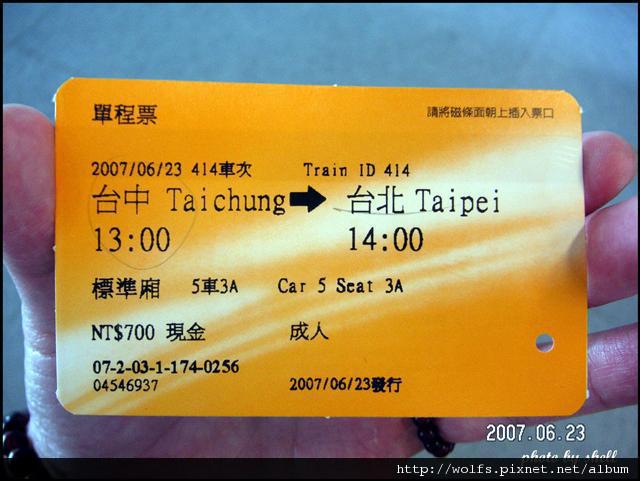 單程票 請將磁條面朝上插入票口
2007/06/23 414車次 Train ID 414
台中 Taichung ➡ 台北 Taipei
13:00 14:00
標準廂 5車3A Car 5 Seat 3A
NT$700 現金 成人
07-2-03-1-174-0256
04546937 2007/06/23發行
2007.06.23
photo by shell
http://wolfs.pixnet.net/album